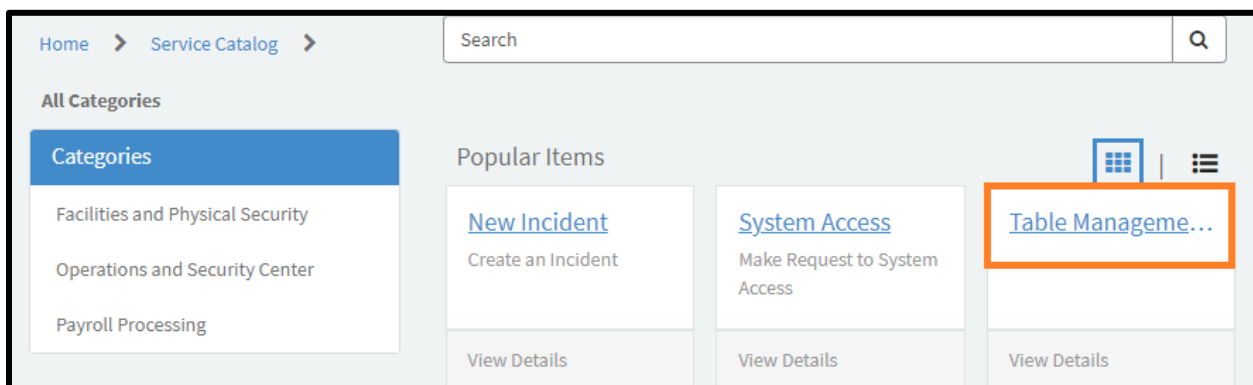 Home Service Catalog
Search
All Categories
Categories
Facilities and Physical Security
Operations and Security Center
Payroll Processing
Popular Items
New Incident
Create an Incident
View Details
System Access
Make Request to System
Access
View Details
Table Manageme...
View Details